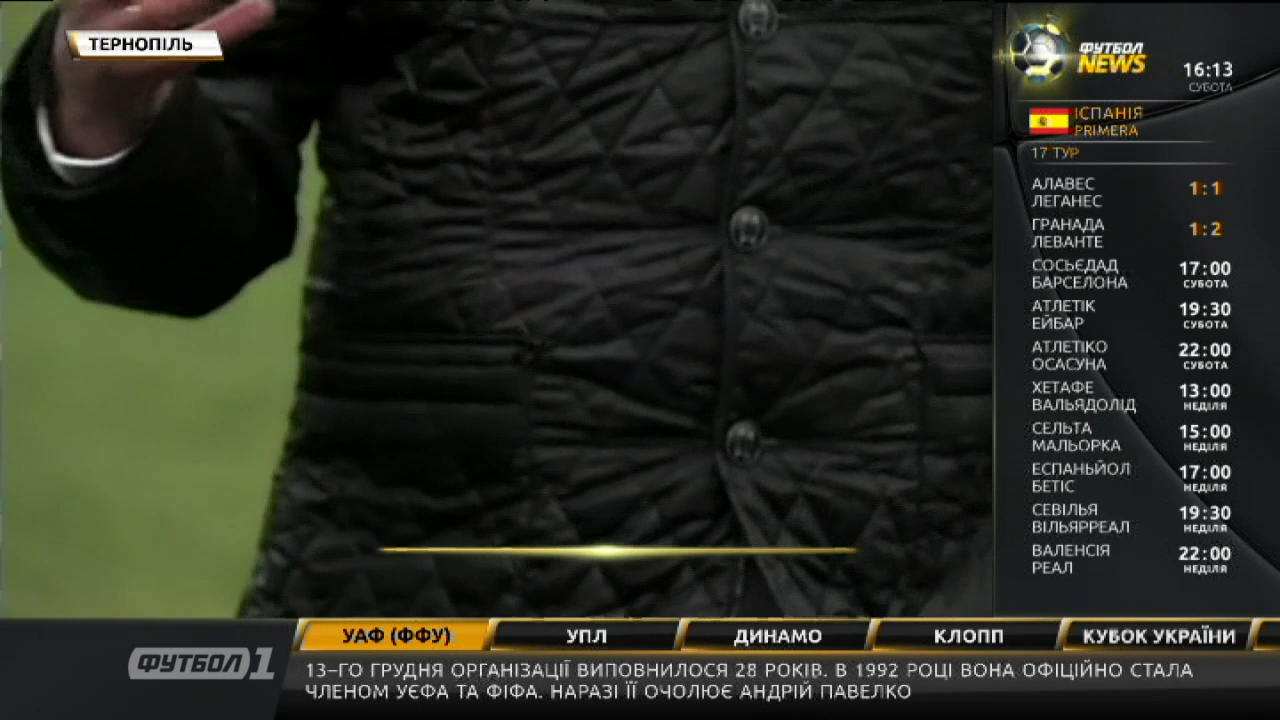 ТЕРНОПІЛЬ
ФУТБОЛ
NEWS
16:13
СУБОТА
ІСПАНІЯ
PRIMERA
17 ТУР
АЛАВЕС
ЛЕГАНЕС
1:1
ГРАНАДА
ЛЕВАНТЕ
1:2
СОСЬЄДАД
БАРСЕЛОНА
17:00
СУБОТА
АТЛЕТІК
ЕЙБАР
19:30
СУБОТА
АТЛЕТІКО
ОСАСУНА
22:00
СУБОТА
ХЕТАФЕ
ВАЛЬЯДОЛІД
13:00
НЕДІЛЯ
СЕЛЬТА
МАЛЬОРКА
15:00
НЕДІЛЯ
ЕСПАНЬЙОЛ
БЕТІС
17:00
НЕДІЛЯ
СЕВІЛЬЯ
ВІЛЬЯРРЕАЛ
19:30
НЕДІЛЯ
ВАЛЕНСІЯ
РЕАЛ
22:00
НЕДІЛЯ
УАФ (ФФУ)
УПЛ
ДИНАМО
КЛОПП
КУБОК УКРАЇНИ
ФУТБОЛ 1
13-ГО ГРУДНЯ ОРГАНІЗАЦІЇ ВИПОВНИЛОСЯ 28 РОКІВ. В 1992 РОЦІ ВОНА ОФІЦІЙНО СТАЛА
ЧЛЕНОМ УЄФА ТА ФІФА. НАРАЗІ ЇЇ ОЧОЛЮЄ АНДРІЙ ПАВЕЛКО